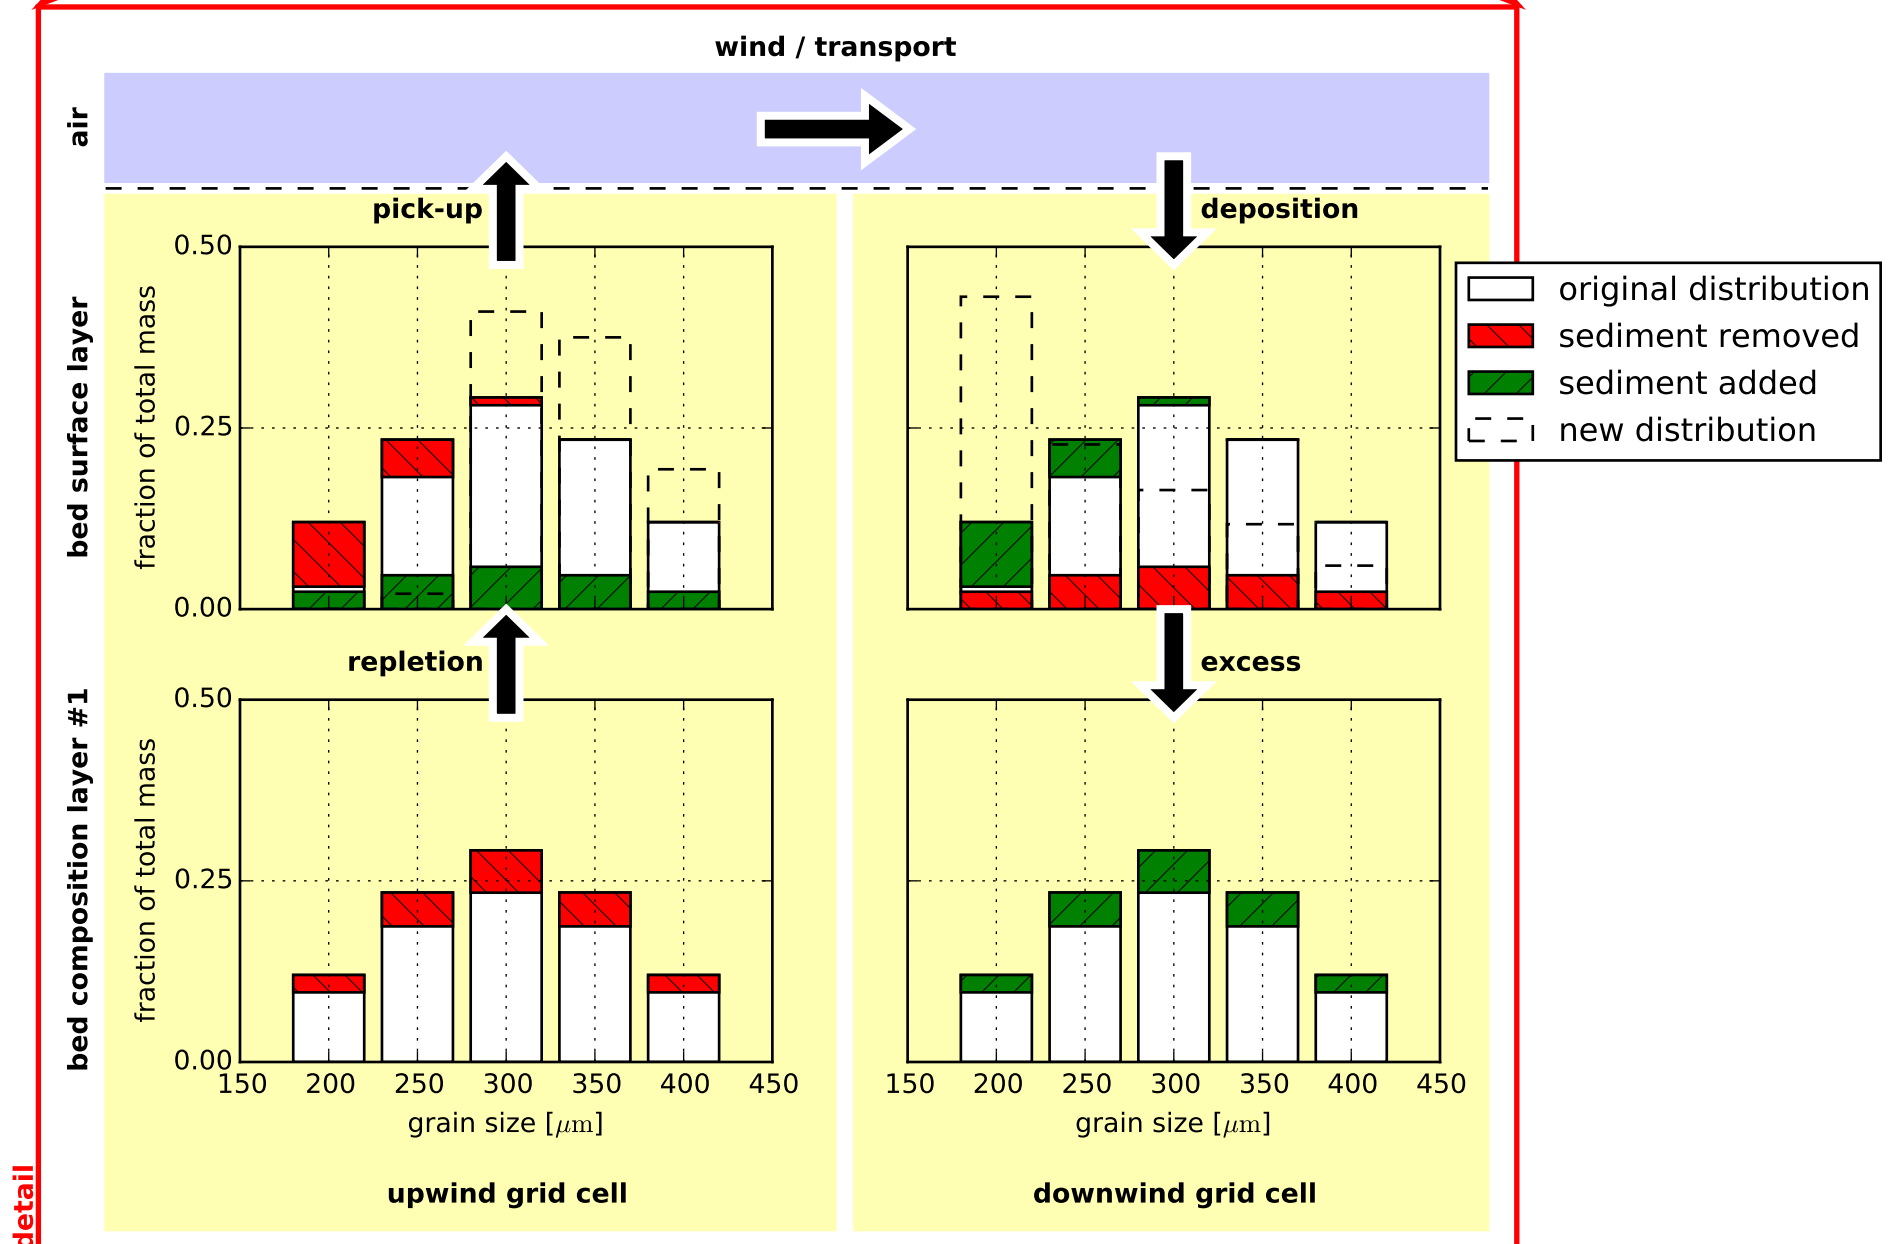 wind / transport
air
pick-up
deposition
bed surface layer
fraction of total mass
0.50
0.25
0.00
original distribution
sediment removed
sediment added
new distribution
repletion
excess
bed composition layer #1
fraction of total mass
0.50
0.25
0.00
150 200 250 300 350 400 450
150 200 250 300 350 400 450
grain size [μm]
grain size [μm]
upwind grid cell
downwind grid cell
detail